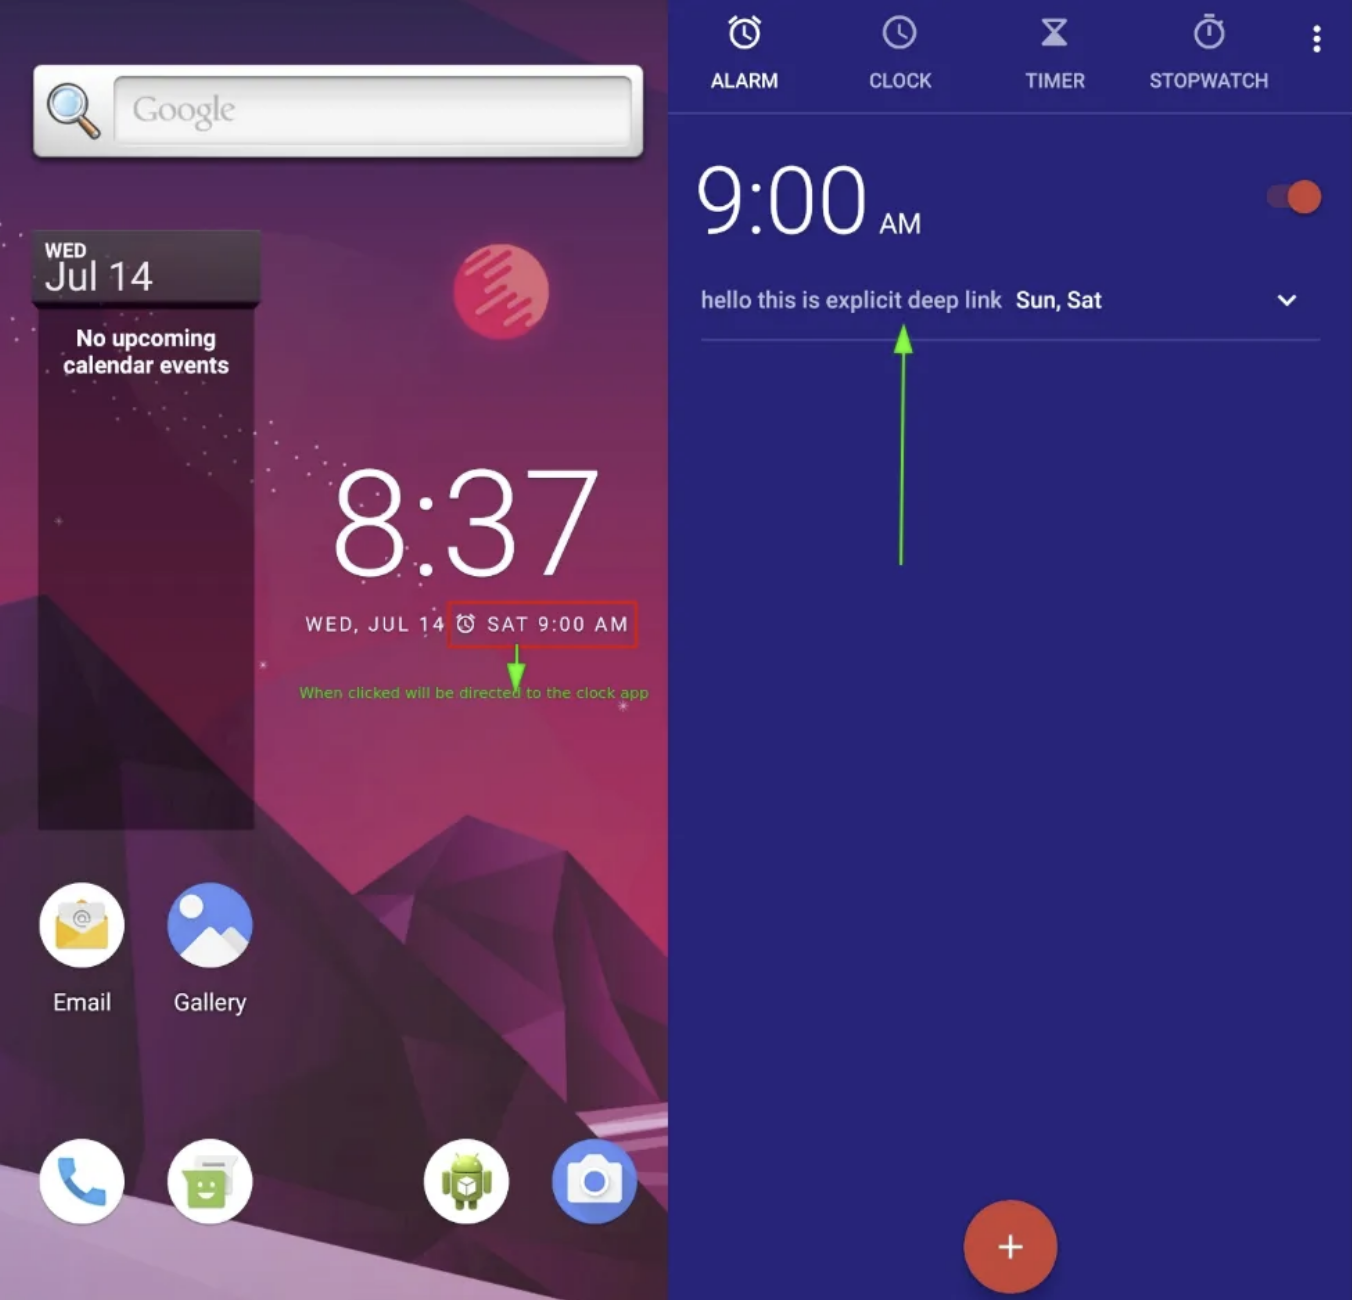 Google
WED
Jul 14
No upcoming
calendar events
8:37
WED, JUL 14 SAT 9:00 AM
When clicked will be directed to the clock app
Email
Gallery
ALARM
CLOCK
TIMER
STOPWATCH
9:00 AM
hello this is explicit deep link Sun, Sat